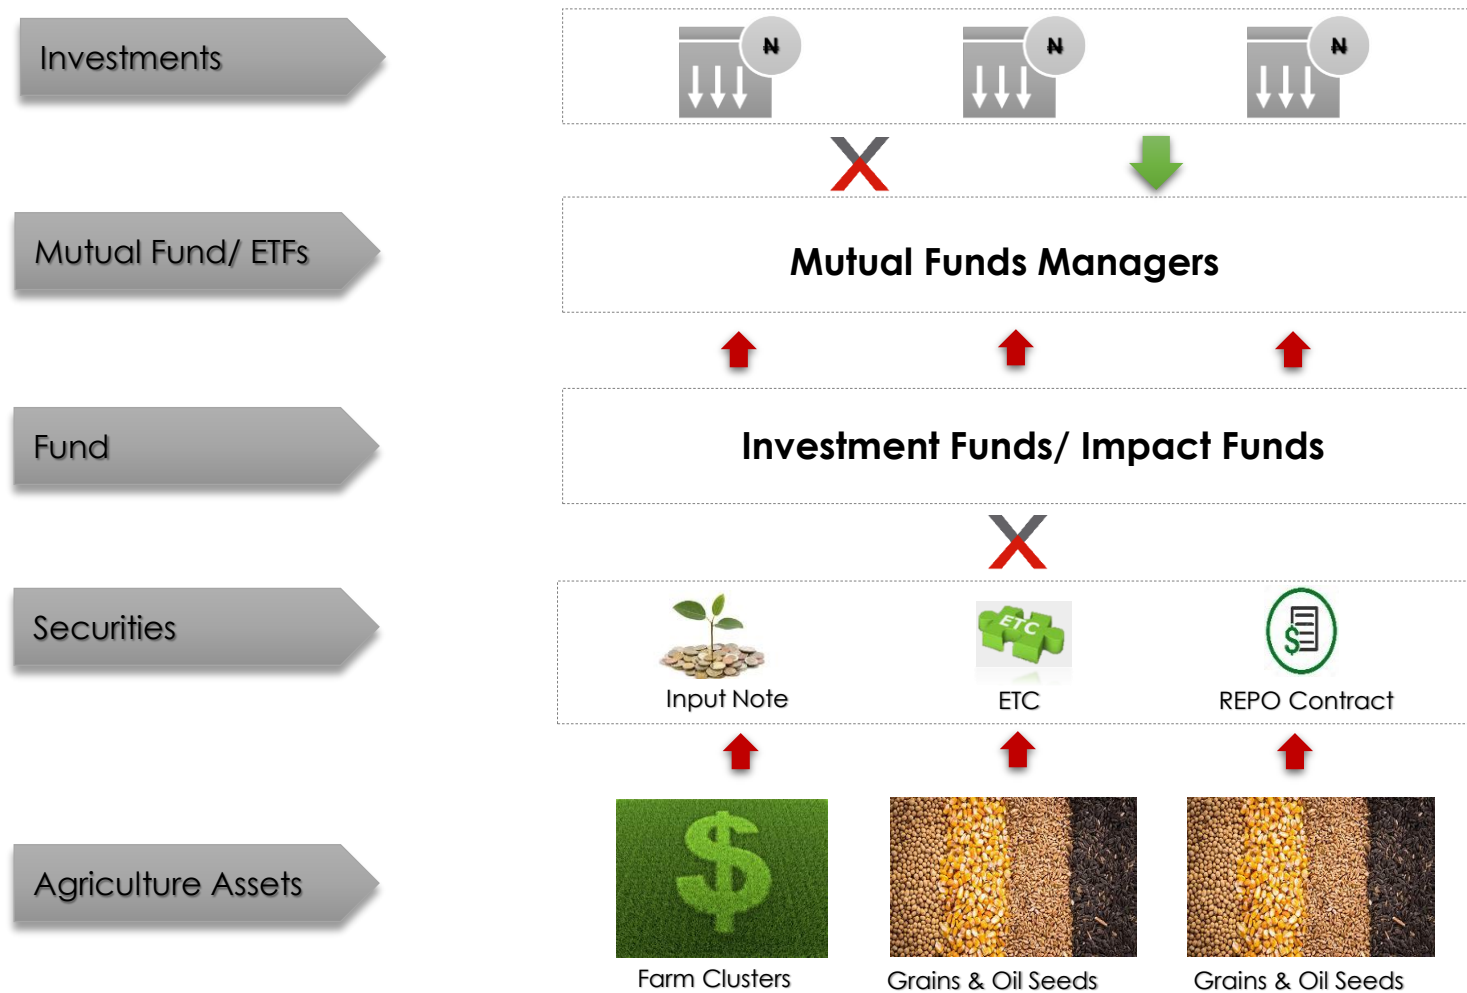 Investments
₦ ₦ ₦
Mutual Fund/ ETFs
Mutual Funds Managers
Fund
Investment Funds/ Impact Funds
Securities
ETC
$
Input Note
ETC
REPO Contract
Agriculture Assets
$
Farm Clusters
Grains & Oil Seeds
Grains & Oil Seeds